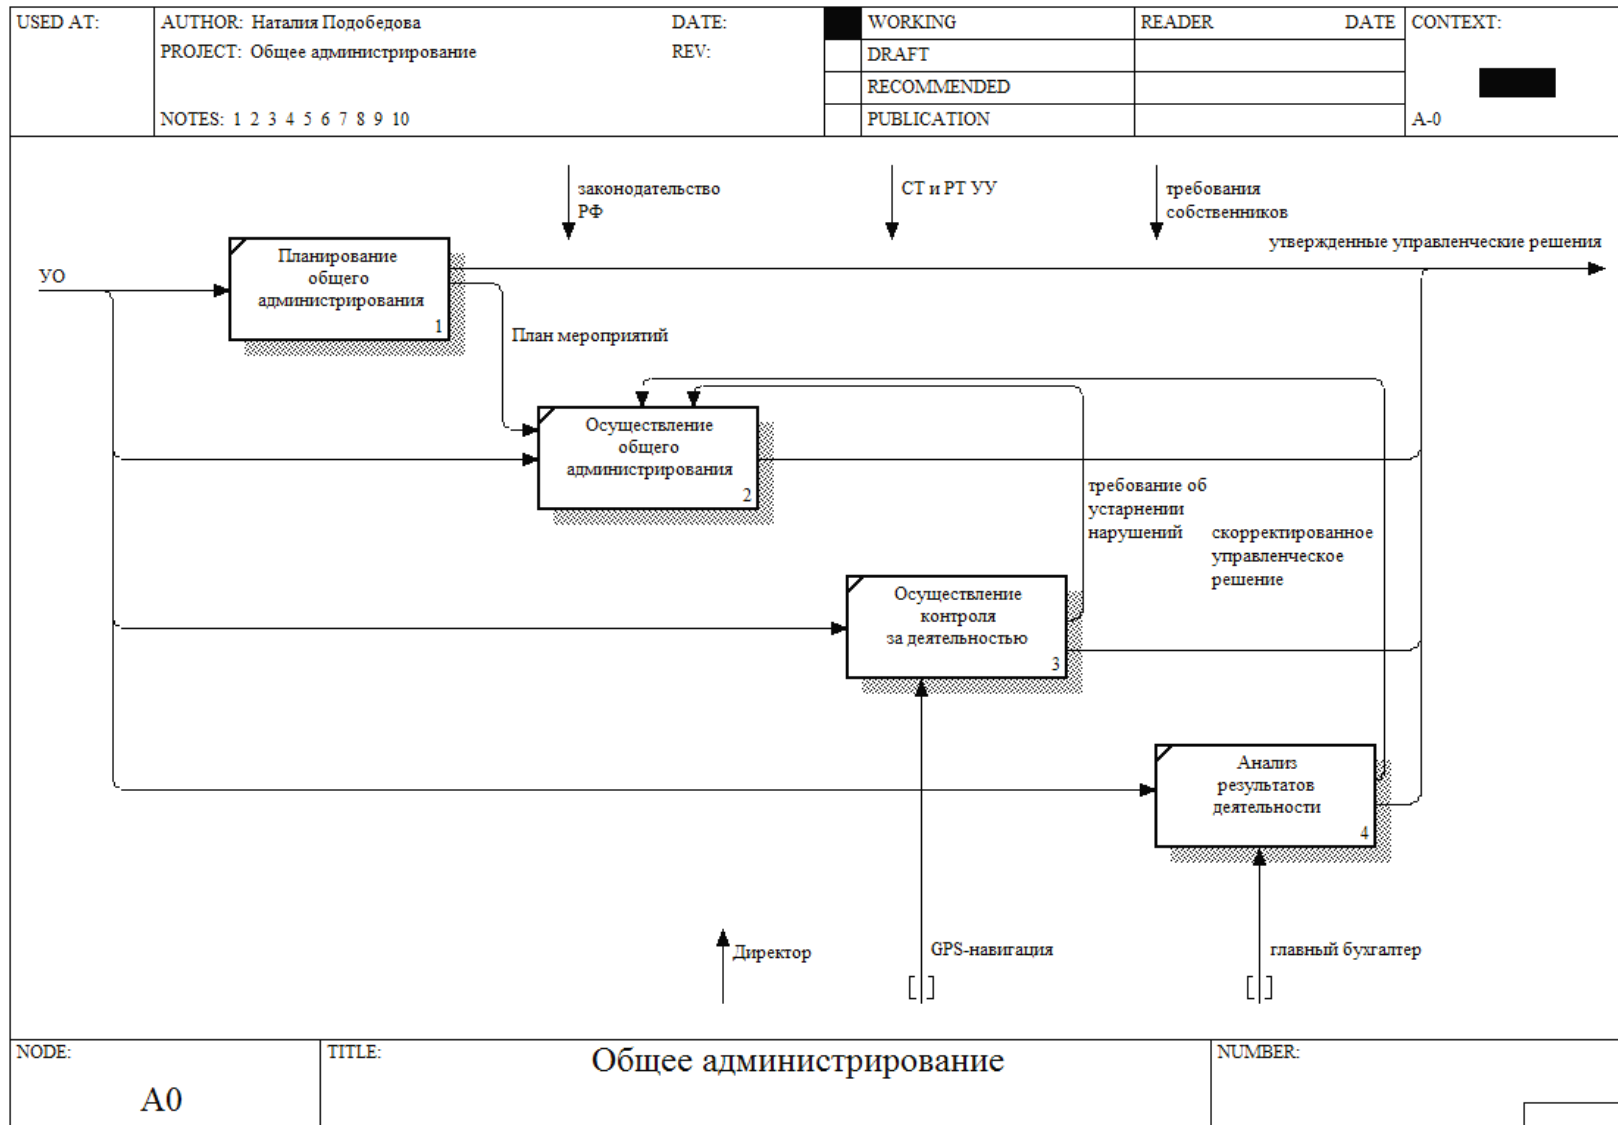 USED AT:
AUTHOR: Наталия Подобедова
DATE:
PROJECT: Общее администрирование
REV:
NOTES: 1 2 3 4 5 6 7 8 9 10
WORKING
DRAFT
RECOMMENDED
PUBLICATION
READER
DATE
CONTEXT:
A-0
законодательство
РФ
СТ и РТ УУ
требования
собственников
утвержденные управленческие решения
УО
Планирование
общего
администрирования
1
План мероприятий
Осуществление
общего
администрирования
2
требование об
устарнении
нарушений
скорректированное
управленческое
решение
Осуществление
контроля
за деятельностью
3
Анализ
результатов
деятельности
4
Директор
GPS-навигация
главный бухгалтер
NODE:
A0
TITLE:
Общее администрирование
NUMBER: